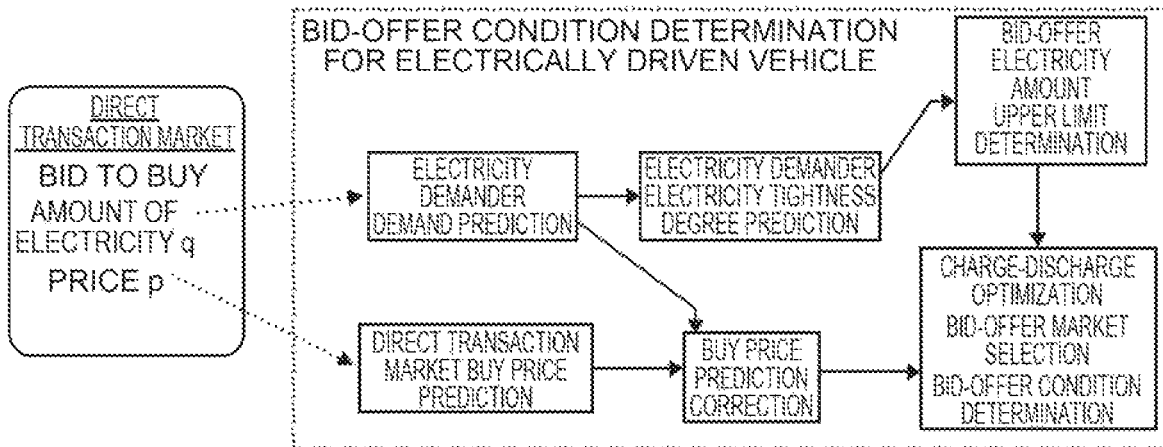 BID-OFFER CONDITION DETERMINATION
FOR ELECTRICALLY DRIVEN VEHICLE
DIRECT
TRANSACTION MARKET
BID TO BUY
AMOUNT OF
ELECTRICITY q
PRICE p
ELECTRICITY
DEMANDER
DEMAND PREDICTION
ELECTRICITY DEMANDER
ELECTRICITY TIGHTNESS
DEGREE PREDICTION
BID-OFFER
ELECTRICITY
AMOUNT
UPPER LIMIT
DETERMINATION
DIRECT TRANSACTION
MARKET BUY PRICE
PREDICTION
BUY PRICE
PREDICTION
CORRECTION
CHARGE-DISCHARGE
OPTIMIZATION
BID-OFFER MARKET
SELECTION
BID-OFFER CONDITION
DETERMINATION